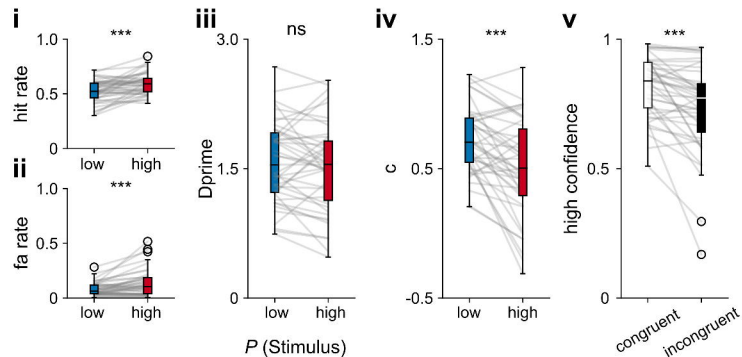 i
***
hit rate
1.0
0.5
0
low high
ii
***
fa rate
1.0
0.5
0
low high
iii
ns
Dprime
3.0
1.5
0
low high
P (Stimulus)
iv
***
c
1.5
0.5
-0.5
low high
v
***
high confidence
1
0.5
0
congruent
incongruent